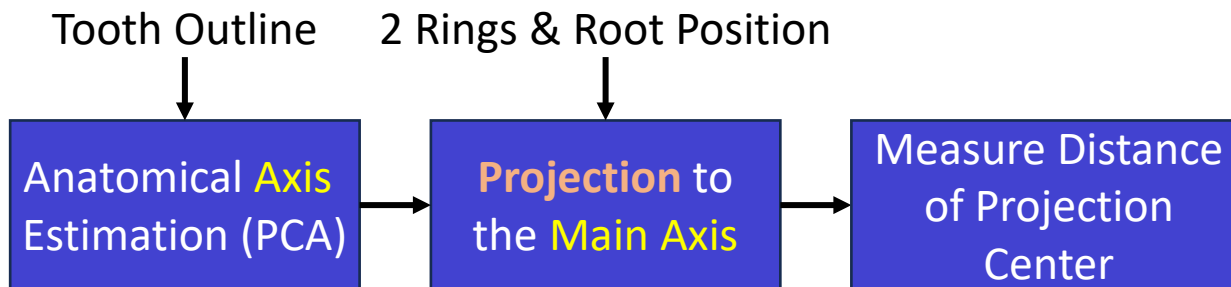 Tooth Outline
2 Rings & Root Position
Anatomical Axis
Estimation (PCA)
Projection to
the Main Axis
Measure Distance
of Projection
Center